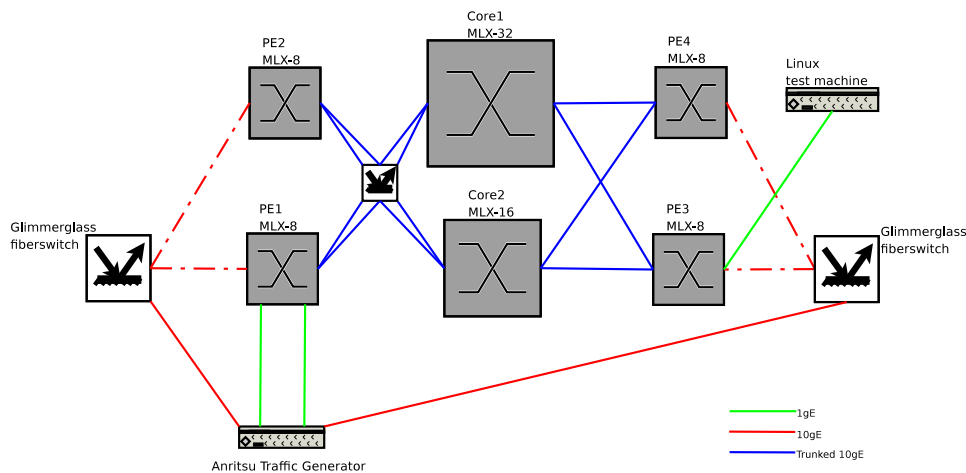 Core1
MLX-32
PE2
MLX-8
PE4
MLX-8
Linux
test machine
Core2
MLX-16
PE1
MLX-8
PE3
MLX-8
Glimmerglass
fiberswitch
Glimmerglass
fiberswitch
1gE
10gE
Trunked 10gE
Anritsu Traffic Generator